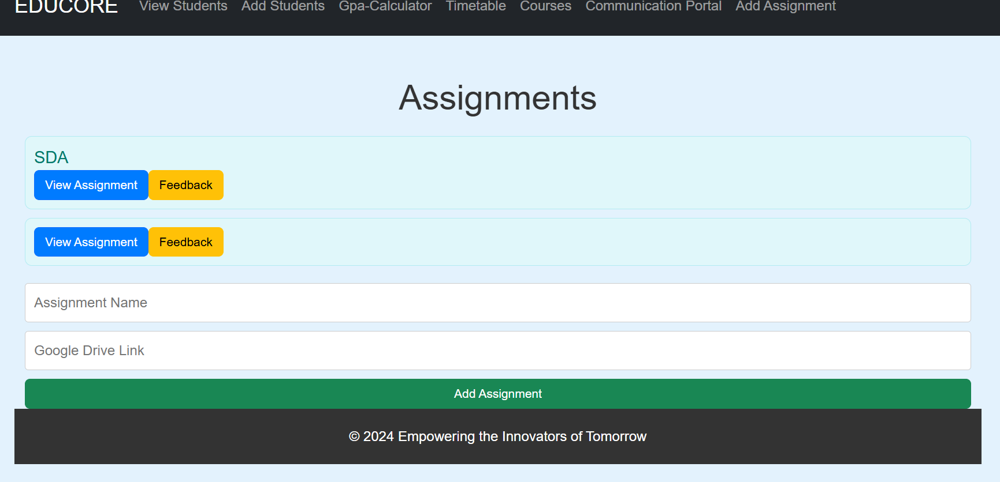 EDUCORE View Students Add Students Gpa-Calculator Timetable Courses Communication Portal Add Assignment
Assignments
SDA
View Assignment Feedback
View Assignment Feedback
Assignment Name
Google Drive Link
Add Assignment
© 2024 Empowering the Innovators of Tomorrow